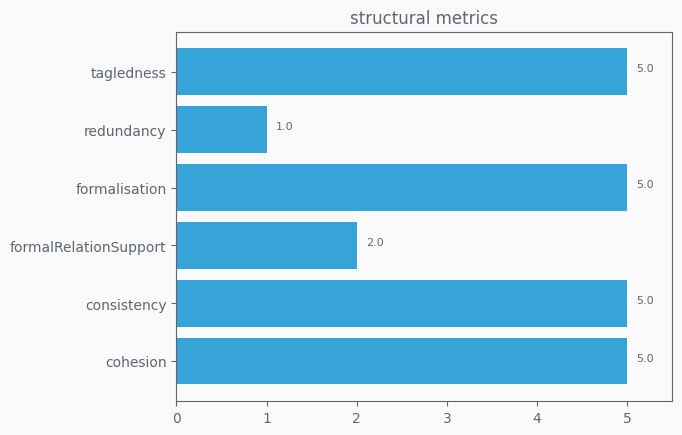 structural metrics
tagledness
5.0
redundancy
1.0
formalisation
5.0
formalRelationSupport
2.0
consistency
5.0
cohesion
5.0
0 1 2 3 4 5